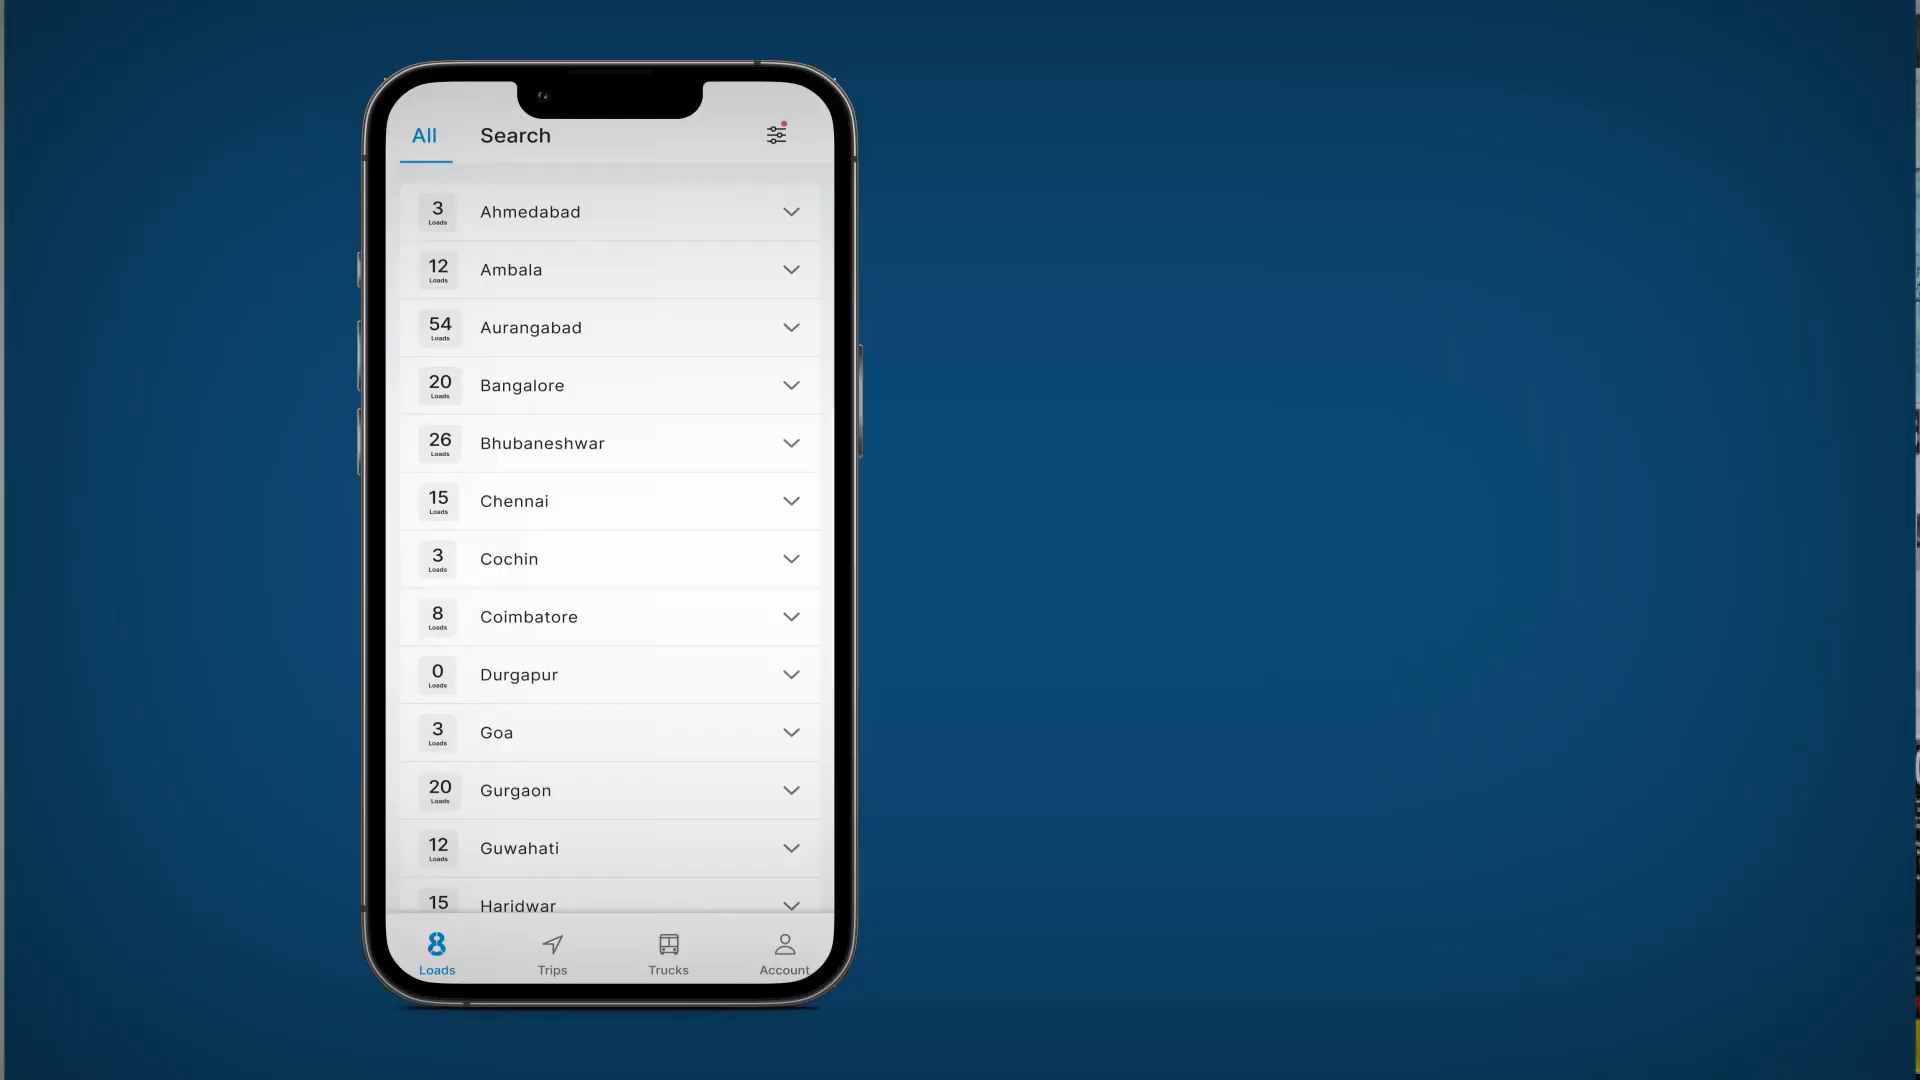 All Search
3 Loads Ahmedabad
12 Loads Ambala
54 Loads Aurangabad
20 Loads Bangalore
26 Loads Bhubaneshwar
15 Loads Chennai
3 Loads Cochin
8 Loads Coimbatore
0 Loads Durgapur
3 Loads Goa
20 Loads Gurgaon
12 Loads Guwahati
15 Haridwar
Loads Trips Trucks Account